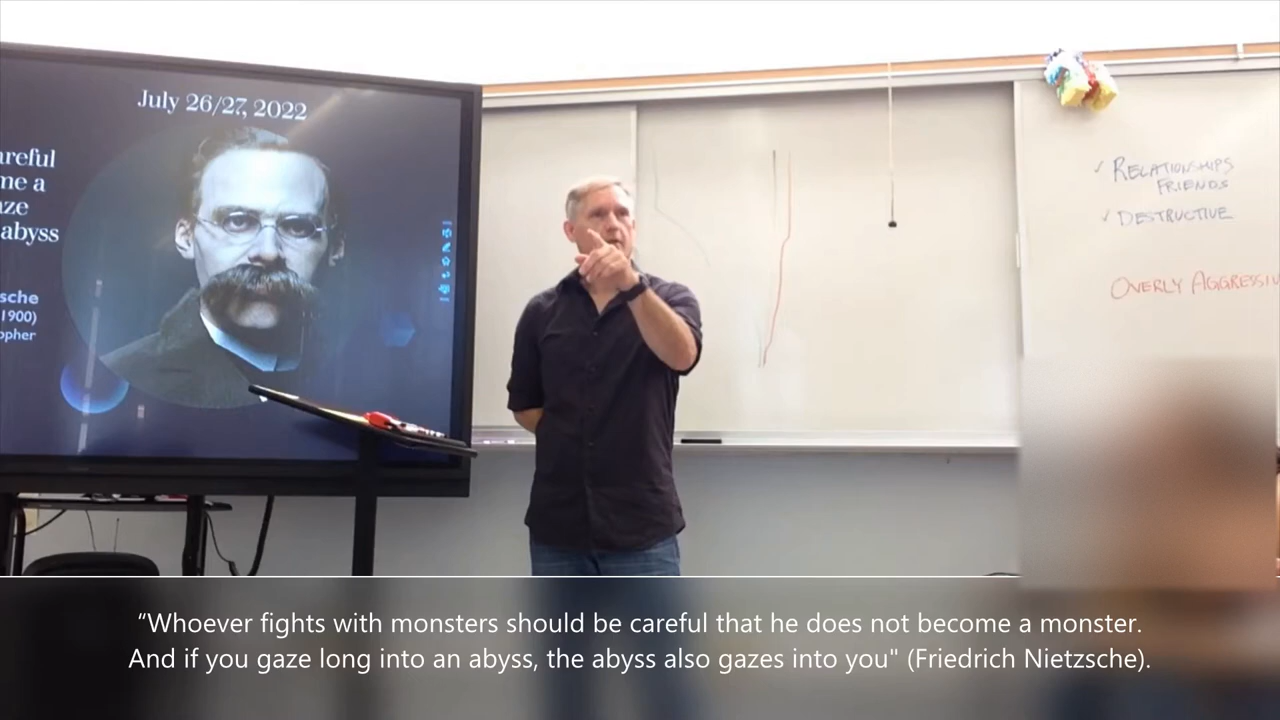 July 26/27, 2022
areful
me a
aze
abyss
sche
1900)
opher
✓ RELATIONSHIPS
FRIENDS
✓ DESTRUCTIVE
OVERLY AGGRESSIV
“Whoever fights with monsters should be careful that he does not become a monster.
And if you gaze long into an abyss, the abyss also gazes into you" (Friedrich Nietzsche).